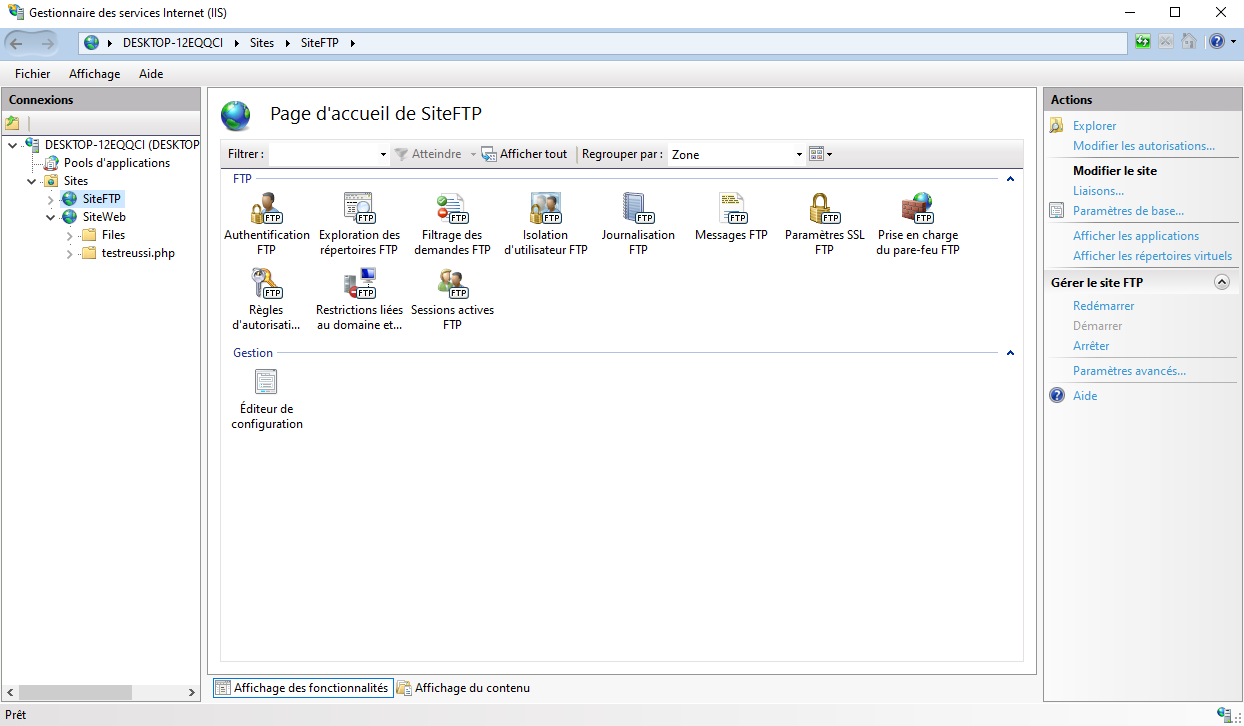 Gestionnaire des services Internet (IIS)
DESKTOP-12EQQCI
Sites
SiteFTP
Fichier
Affichage
Aide
Connexions
DESKTOP-12EQQCI (DESKTOP
Pools d'applications
Sites
SiteFTP
SiteWeb
Files
testreussi.php
Page d'accueil de SiteFTP
Filtrer :
Atteindre
Afficher tout
Regrouper par :
Zone
FTP
Authentification
FTP
Exploration des
répertoires FTP
Filtrage des
demandes FTP
Isolation
d'utilisateur FTP
Journalisation
FTP
Messages FTP
Paramètres SSL
FTP
Prise en charge
du pare-feu FTP
Règles
d'autorisati...
Restrictions liées
au domaine et...
Sessions actives
FTP
Gestion
Éditeur de
configuration
Affichage des fonctionnalités
Affichage du contenu
Actions
Explorer
Modifier les autorisations...
Modifier le site
Liaisons...
Paramètres de base...
Afficher les applications
Afficher les répertoires virtuels
Gérer le site FTP
Redémarrer
Démarrer
Arrêter
Paramètres avancés...
Aide
Prêt